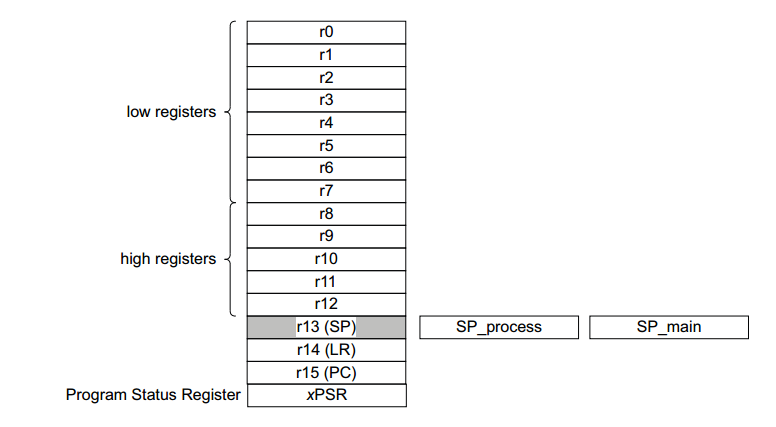 r0
r1
r2
r3
low registers
r4
r5
r6
r7
r8
r9
high registers
r10
r11
r12
r13 (SP)
SP_process
SP_main
r14 (LR)
r15 (PC)
Program Status Register
xPSR